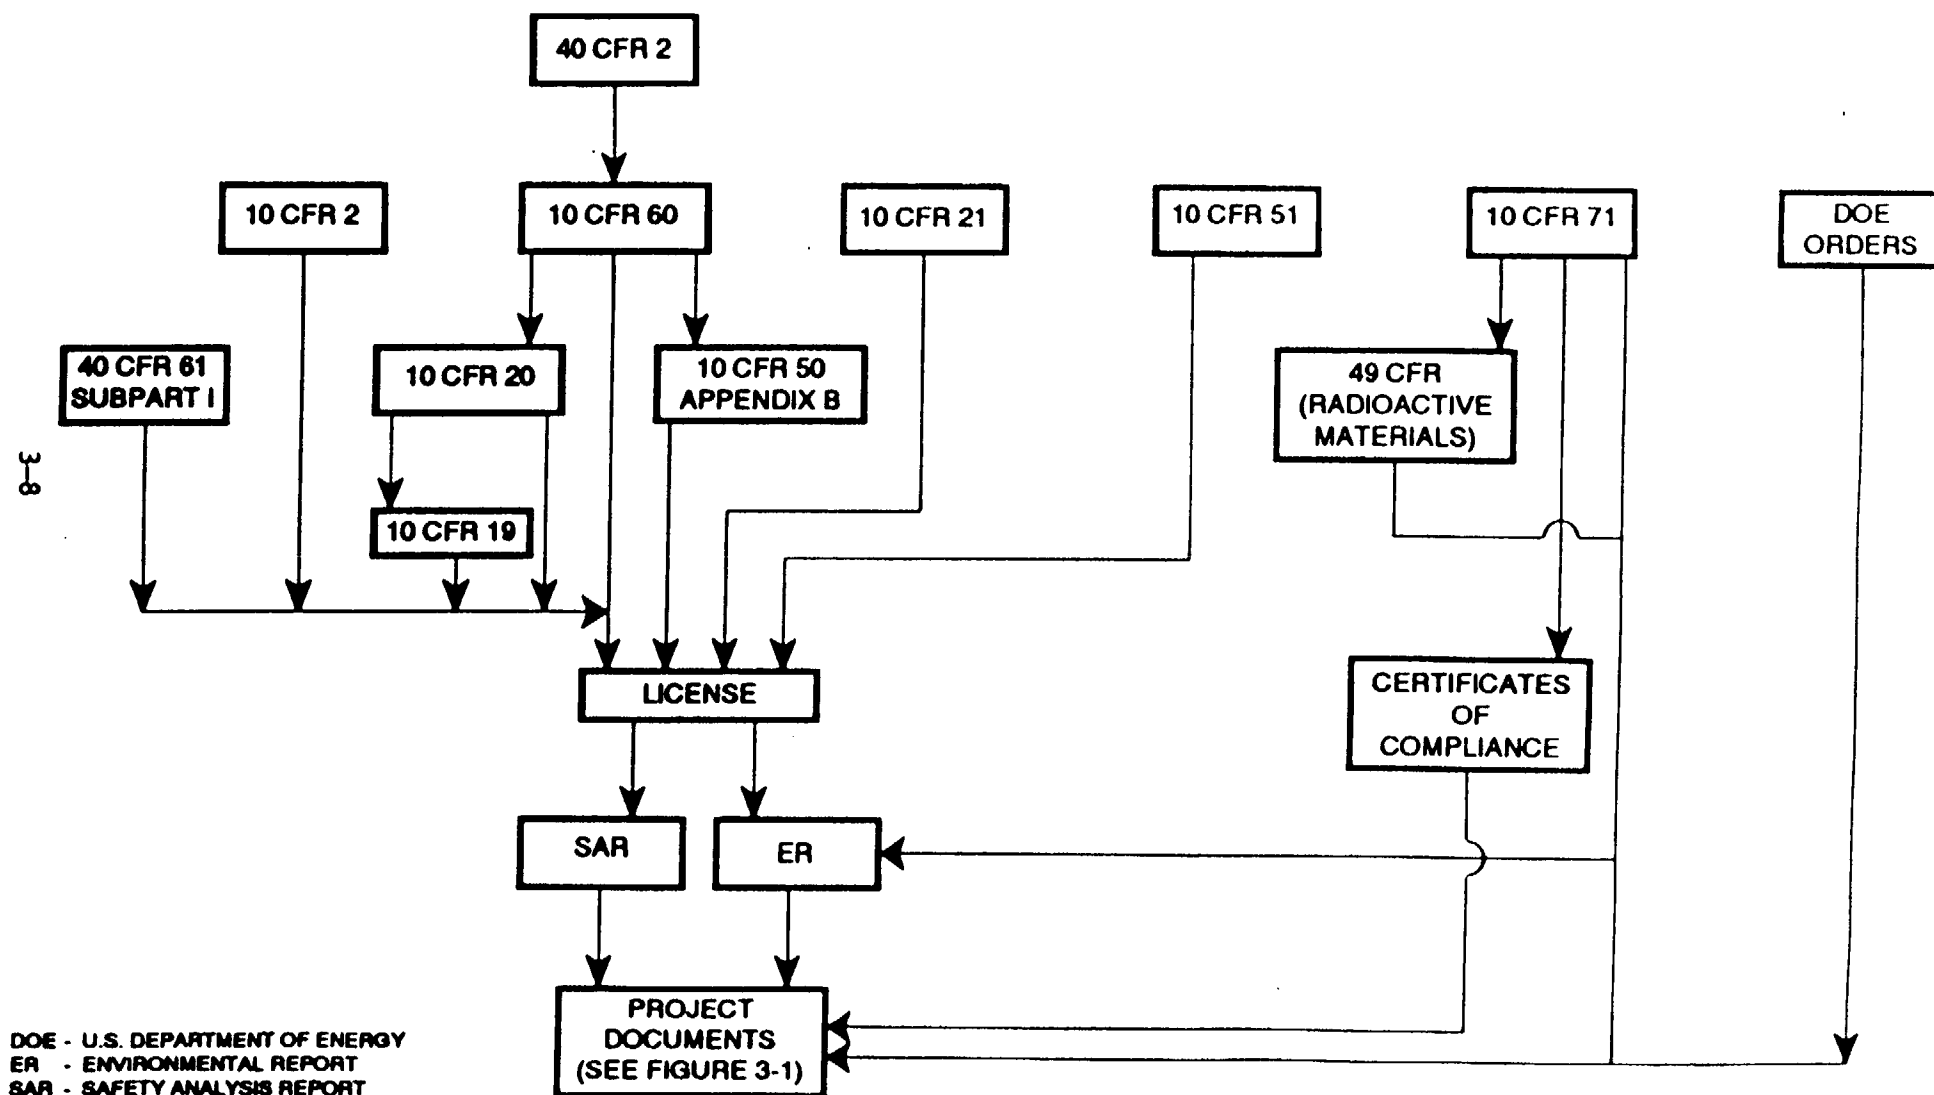 40 CFR 2
10 CFR 2
10 CFR 60
10 CFR 21
10 CFR 51
10 CFR 71
DOE
ORDERS
40 CFR 61
SUBPART I
10 CFR 20
10 CFR 50
APPENDIX B
49 CFR
(RADIOACTIVE
MATERIALS)
3-8
10 CFR 19
LICENSE
CERTIFICATES
OF
COMPLIANCE
SAR
ER
PROJECT
DOCUMENTS
(SEE FIGURE 3-1)
DOE - U.S. DEPARTMENT OF ENERGY
ER - ENVIRONMENTAL REPORT
SAR - SAFETY ANALYSIS REPORT